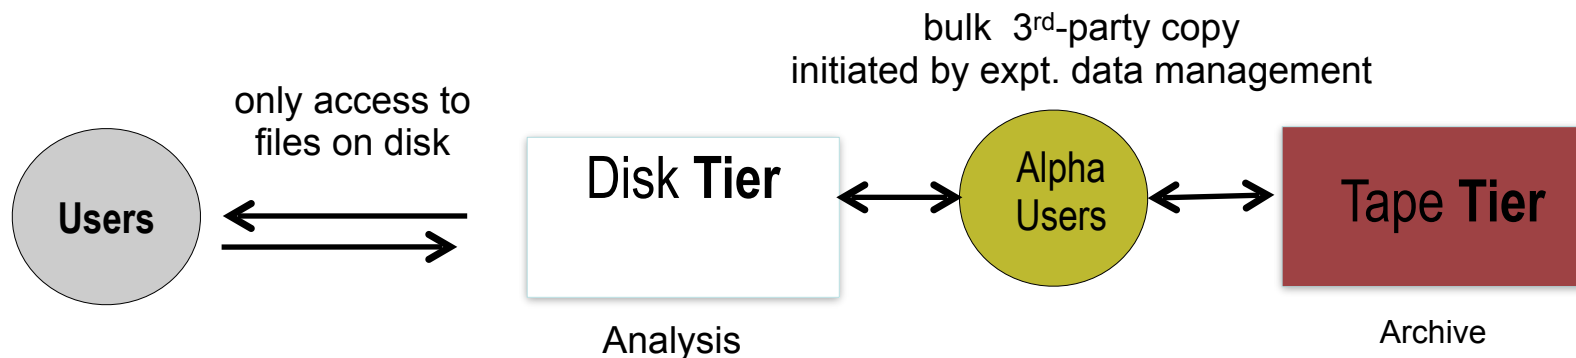 bulk 3rd-party copy
initiated by expt. data management
only access to
files on disk
Users
Disk Tier
Alpha
Users
Tape Tier
Analysis
Archive